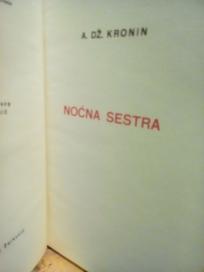 A. DŽ. KRONIN
NOĆNA SESTRA